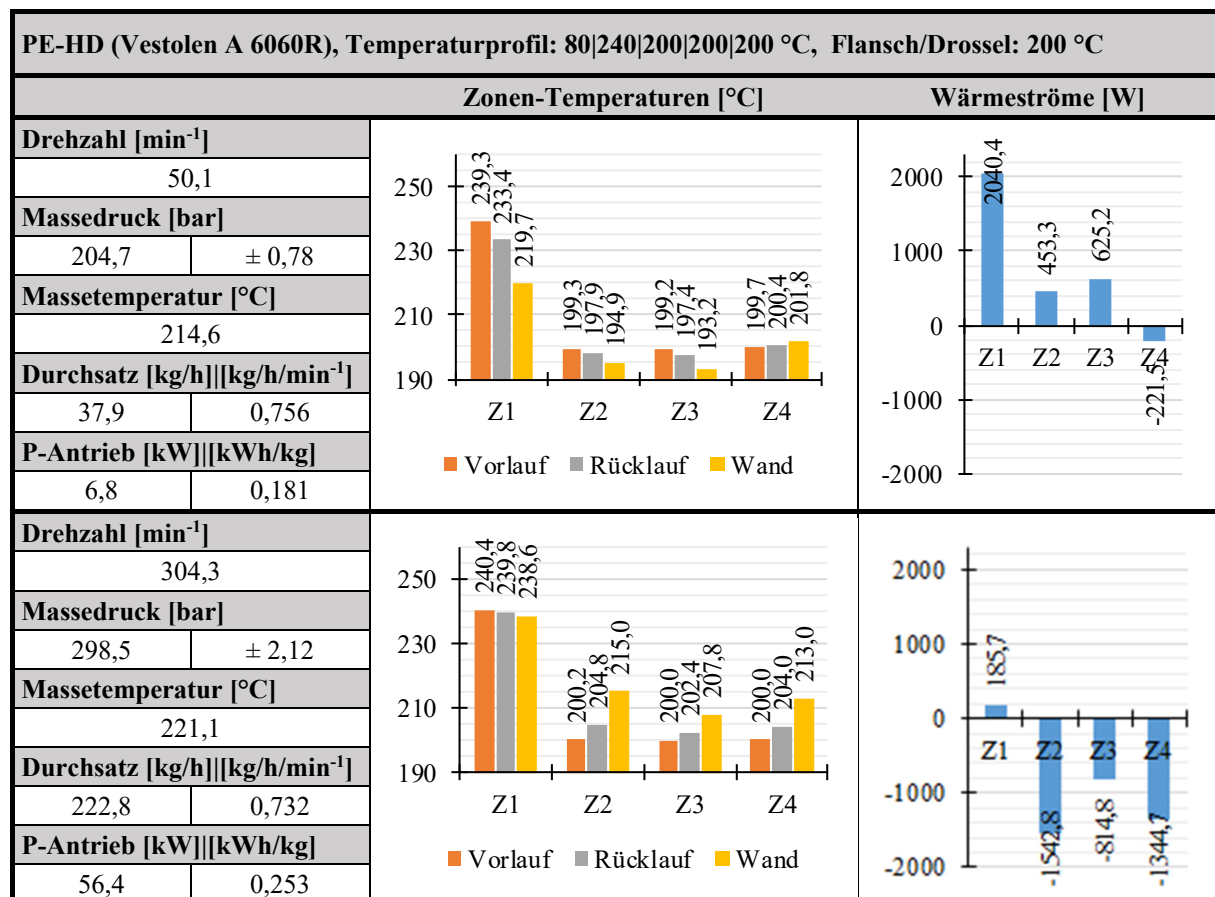 PE-HD (Vestolen A 6060R), Temperaturprofil: 80|240|200|200|200 °C, Flansch/Drossel: 200 °C
Zonen-Temperaturen [°C] Wärmeströme [W]
Drehzahl [min⁻¹]
50,1
Massedruck [bar]
204,7 ± 0,78
Massetemperatur [°C]
214,6
Durchsatz [kg/h]|[kg/h/min⁻¹]
37,9 0,756
P-Antrieb [kW]|[kWh/kg]
6,8 0,181
250
230
210
190
239,3 233,4 219,7
199,3 197,9 194,9
199,2 197,4 193,2
199,7 200,4 201,8
Z1 Z2 Z3 Z4
Vorlauf Rücklauf Wand
2000
1000
0
-1000
-2000
2040,4 453,3 625,2 -221,5
Z1 Z2 Z3 Z4
Drehzahl [min⁻¹]
304,3
Massedruck [bar]
298,5 ± 2,12
Massetemperatur [°C]
221,1
Durchsatz [kg/h]|[kg/h/min⁻¹]
222,8 0,732
P-Antrieb [kW]|[kWh/kg]
56,4 0,253
250
230
210
190
240,4 239,8 238,6
200,2 204,8 215,0
200,0 202,4 207,8
200,0 204,0 213,0
Z1 Z2 Z3 Z4
Vorlauf Rücklauf Wand
2000
1000
0
-1000
-2000
185,7 -1542,8 -814,8 -1344,7
Z1 Z2 Z3 Z4